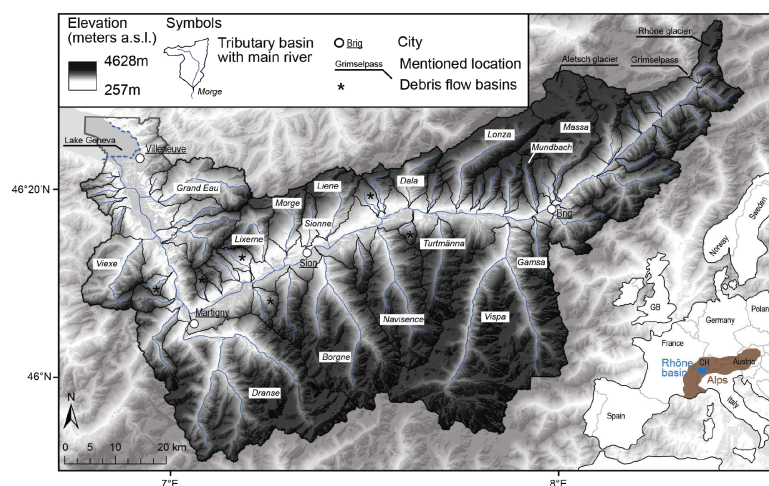 Elevation
(meters a.s.l.)
4628m
257m
Symbols
Tributary basin
with main river
Morge
Brig
City
Grimselpass
Mentioned location
*
Debris flow basins
Rhône glacier
Aletsch glacier
Grimselpass
Lake Geneva
Villeneuve
46°20'N
46°N
Grand Eau
Viexe
Morge
Liene
Sionne
Lixerne
Dala
Lonza
Massa
Mundbach
Brig
Sion
Martigny
Turtmänna
Gamsa
Navisence
Vispa
Borgne
Dranse
N
0 5 10 20 km
7°E
8°E
Norway
Sweden
GB
Germany
Poland
France
CH
Austria
Rhône
basin
Alps
Italy
Spain